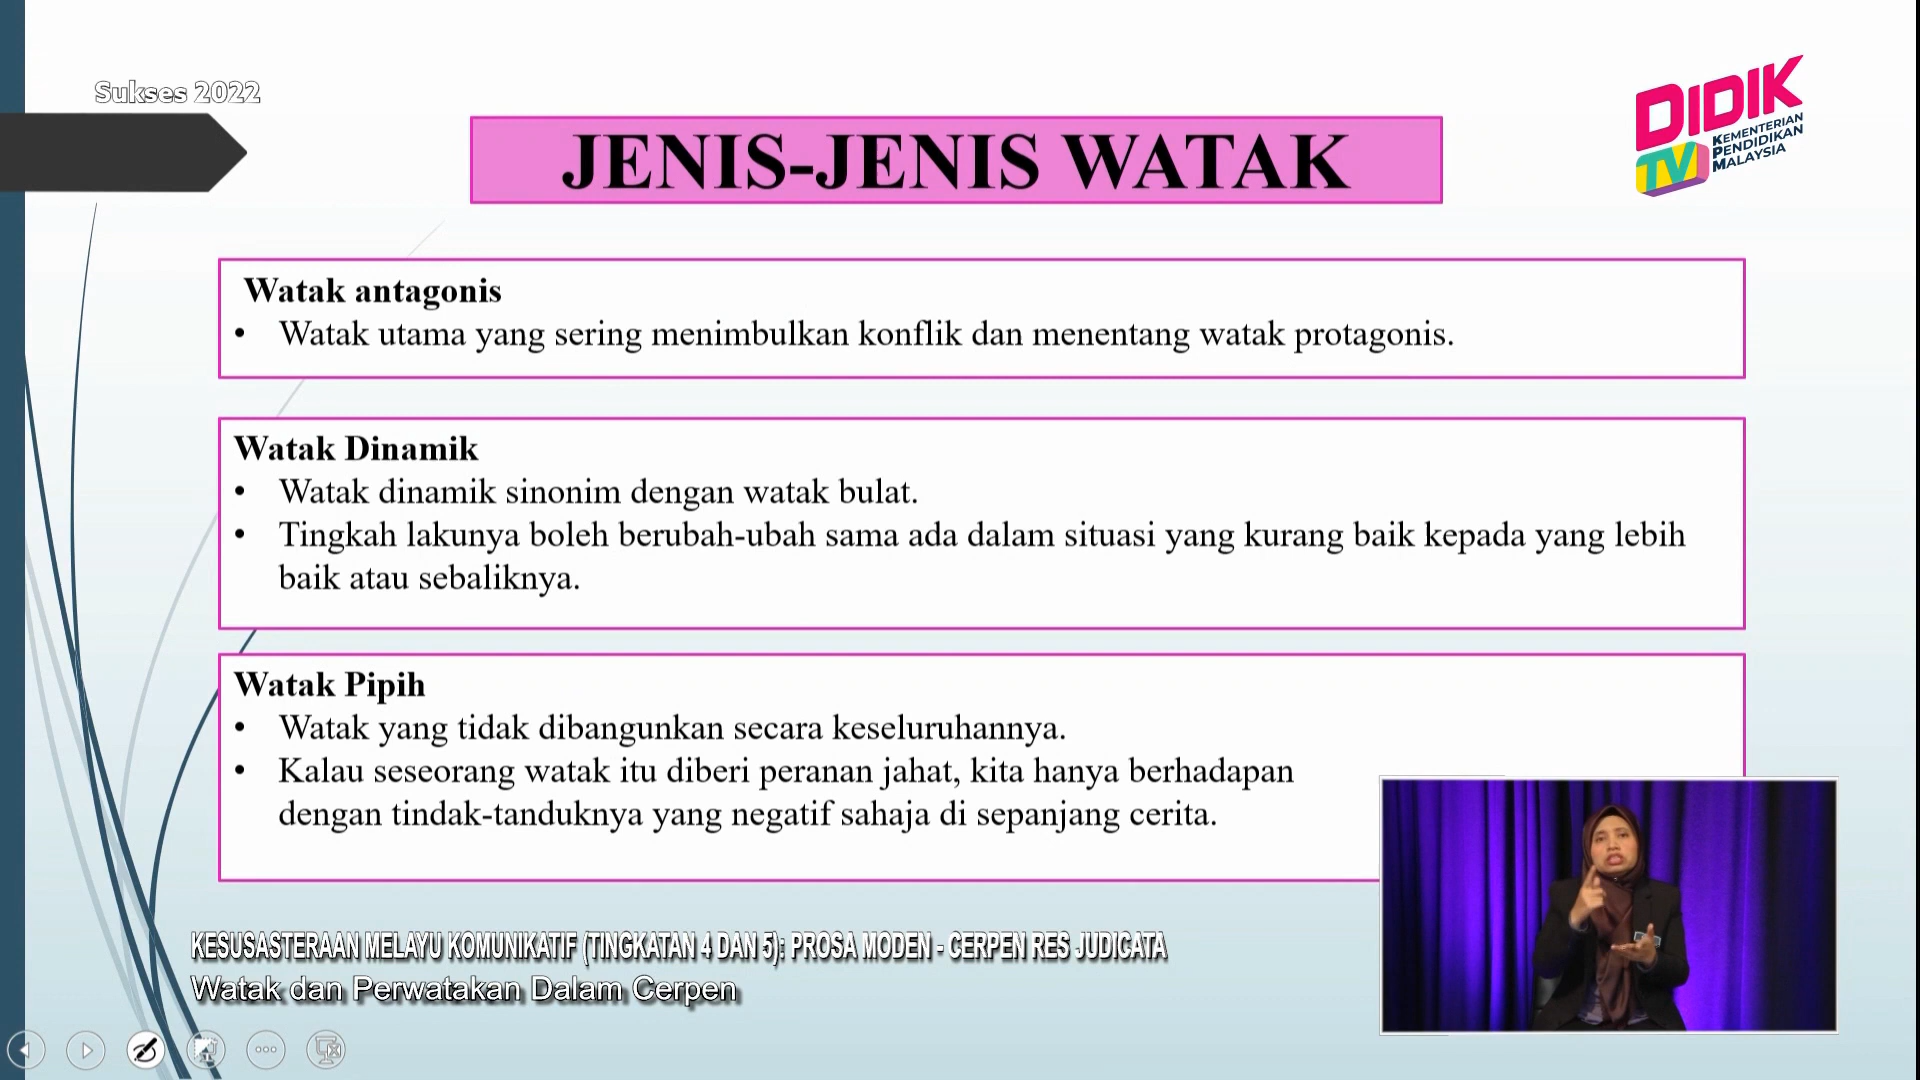 Sukses 2022
DIDIK
TV
KEMENTERIAN
PENDIDIKAN
MALAYSIA
JENIS-JENIS WATAK
Watak antagonis
• Watak utama yang sering menimbulkan konflik dan menentang watak protagonis.
Watak Dinamik
• Watak dinamik sinonim dengan watak bulat.
• Tingkah lakunya boleh berubah-ubah sama ada dalam situasi yang kurang baik kepada yang lebih
baik atau sebaliknya.
Watak Pipih
• Watak yang tidak dibangunkan secara keseluruhannya.
• Kalau seseorang watak itu diberi peranan jahat, kita hanya berhadapan
dengan tindak-tanduknya yang negatif sahaja di sepanjang cerita.
KESUSASTERAAN MELAYU KOMUNIKATIF (TINGKATAN 4 DAN 5): PROSA MODEN - CERPEN RES JUDICATA
Watak dan Perwatakan Dalam Cerpen